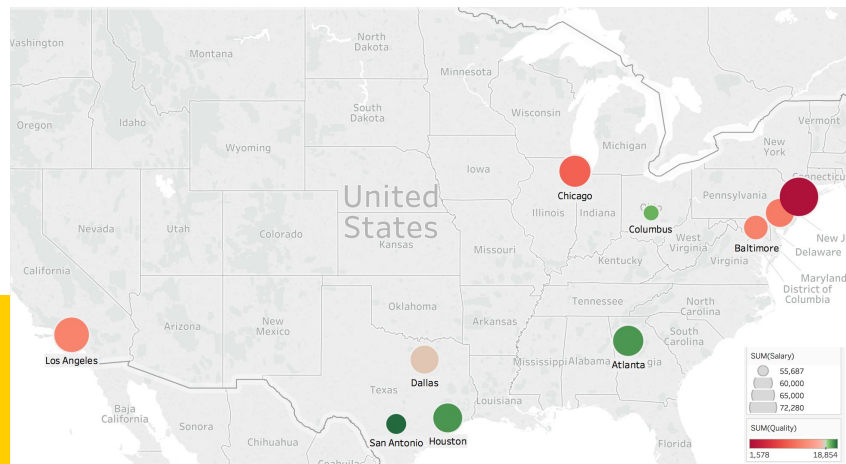 Washington
Montana
North
Dakota
Minnesota
Vermont
Oregon
Idaho
South
Dakota
Wisconsin
Michigan
New
York
Wyoming
Iowa
Chicago
Pennsylvania
Nevada
Utah
Colorado
United
States
Kansas
Illinois
Indiana
Columbus
West
Virginia
Baltimore
New J
Delaware
Maryland
District of
Columbia
California
Missouri
Kentucky
Virginia
Arizona
New
Mexico
Oklahoma
Arkansas
Tennessee
North
Carolina
South
Carolina
Los Angeles
Dallas
Mississippi
Alabama
Atlanta
gia
Texas
Louisiana
Baja
California
Sonora
Chihuahua
San Antonio
Houston
Florida
Coahuila
SUM(Salary)
55,687
60,000
65,000
72,280
SUM(Quality)
1,578
18,854